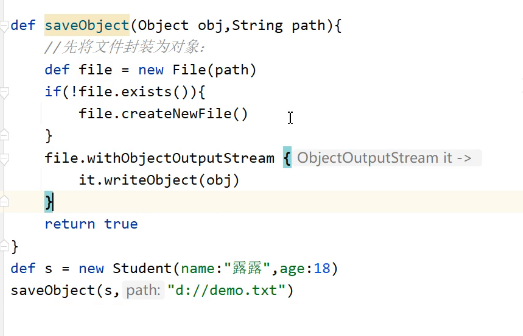 def saveObject(Object obj,String path){
//先将文件封装为对象:
def file = new File(path)
if(!file.exists()){
file.createNewFile()
}
file.withObjectOutputStream { ObjectOutputStream it ->
it.writeObject(obj)
}
return true
}
def s = new Student(name:"露露",age:18)
saveObject(s, path: "d://demo.txt")